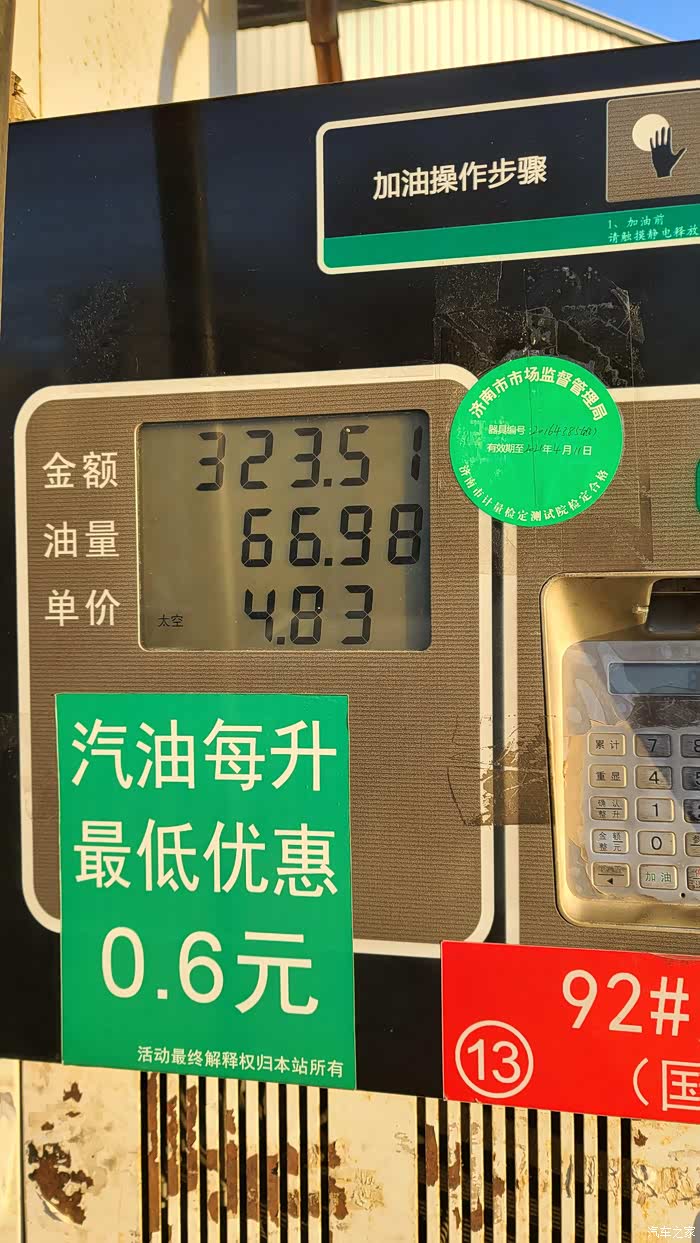 加油操作步骤
1、加油前
请触摸静电释放
济南市市场监督管理局
器具编号:
有效期至 年 月 日
济南市计量检定测试院检定合格
金额 323.51
油量 66.98
单价 太空 4.83
汽油每升
最低优惠
0.6元
活动最终解释权归本站所有
累计 7 8
重显 4 5
确认
整升 1
金额
整元 0
加油
92#
13
（国
汽车之家